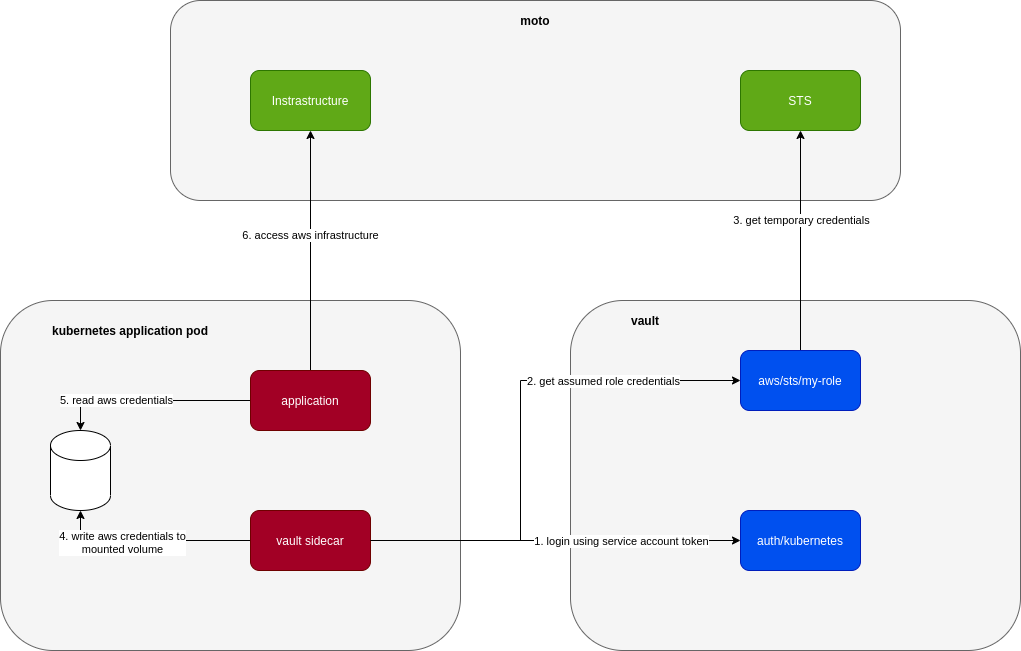 moto
Instrastructure
STS
3. get temporary credentials
6. access aws infrastructure
kubernetes application pod
vault
application
5. read aws credentials
2. get assumed role credentials
aws/sts/my-role
vault sidecar
4. write aws credentials to
mounted volume
1. login using service account token
auth/kubernetes